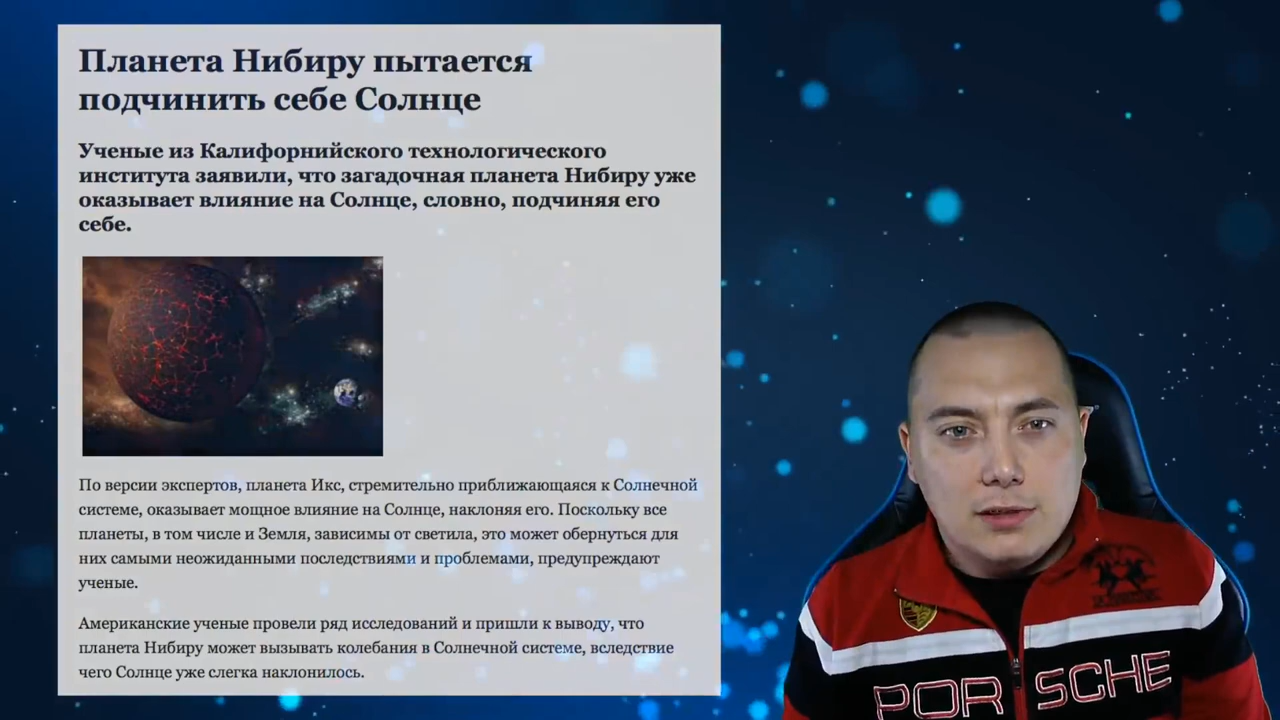 Планета Нибиру пытается
подчинить себе Солнце
Ученые из Калифорнийского технологического
института заявили, что загадочная планета Нибиру уже
оказывает влияние на Солнце, словно, подчиняя его
себе.
По версии экспертов, планета Икс, стремительно приближающаяся к Солнечной
системе, оказывает мощное влияние на Солнце, наклоняя его. Поскольку все
планеты, в том числе и Земля, зависимы от светила, это может обернуться для
них самыми неожиданными последствиями и проблемами, предупреждают
ученые.
Американские ученые провели ряд исследований и пришли к выводу, что
планета Нибиру может вызывать колебания в Солнечной системе, вследствие
чего Солнце уже слегка наклонилось.
PORSCHE